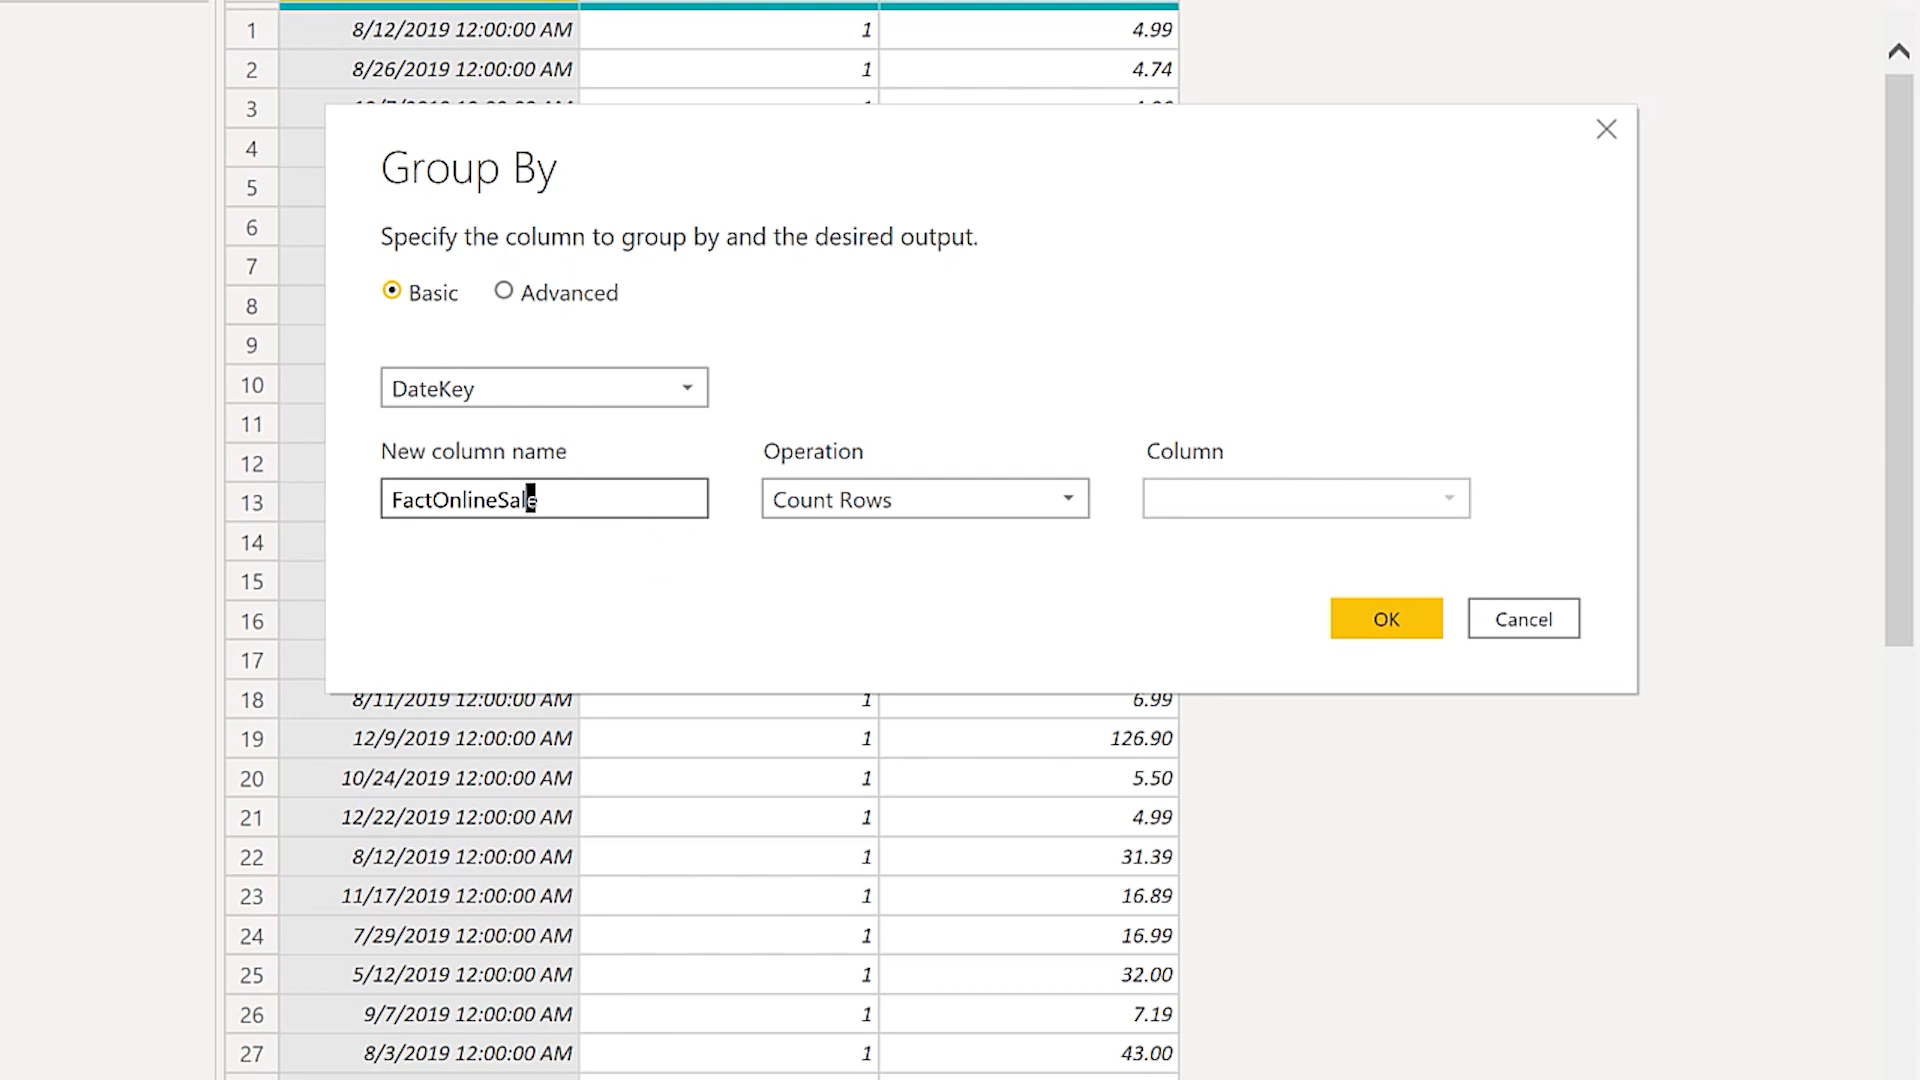 1 8/12/2019 12:00:00 AM 1 4.99
2 8/26/2019 12:00:00 AM 1 4.74
3
4
5
6
7
8
9
10
11
12
13
14
15
16
17
Group By
Specify the column to group by and the desired output.
Basic Advanced
DateKey
New column name Operation Column
FactOnlineSale Count Rows
OK Cancel
18 8/11/2019 12:00:00 AM 1 6.99
19 12/9/2019 12:00:00 AM 1 126.90
20 10/24/2019 12:00:00 AM 1 5.50
21 12/22/2019 12:00:00 AM 1 4.99
22 8/12/2019 12:00:00 AM 1 31.39
23 11/17/2019 12:00:00 AM 1 16.89
24 7/29/2019 12:00:00 AM 1 16.99
25 5/12/2019 12:00:00 AM 1 32.00
26 9/7/2019 12:00:00 AM 1 7.19
27 8/3/2019 12:00:00 AM 1 43.00